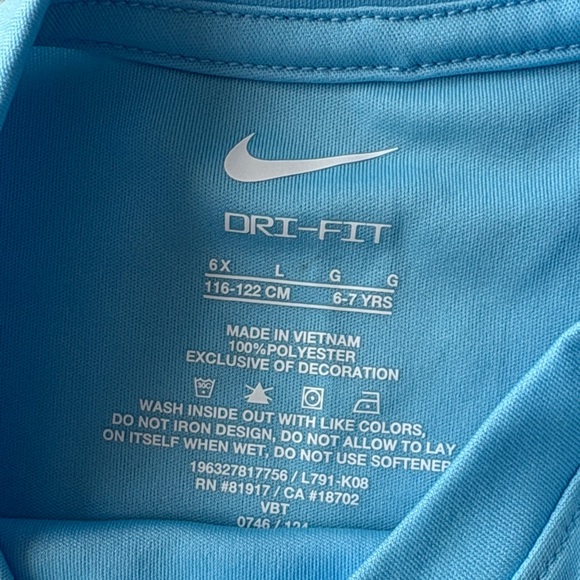 DRI-FIT
6X L G G
116-122 CM 6-7 YRS
MADE IN VIETNAM
100%POLYESTER
EXCLUSIVE OF DECORATION
WASH INSIDE OUT WITH LIKE COLORS,
DO NOT IRON DESIGN, DO NOT ALLOW TO LAY
ON ITSELF WHEN WET, DO NOT USE SOFTENER
196327817756 / L791-K08
RN #81917 / CA #18702
VBT
0746 /